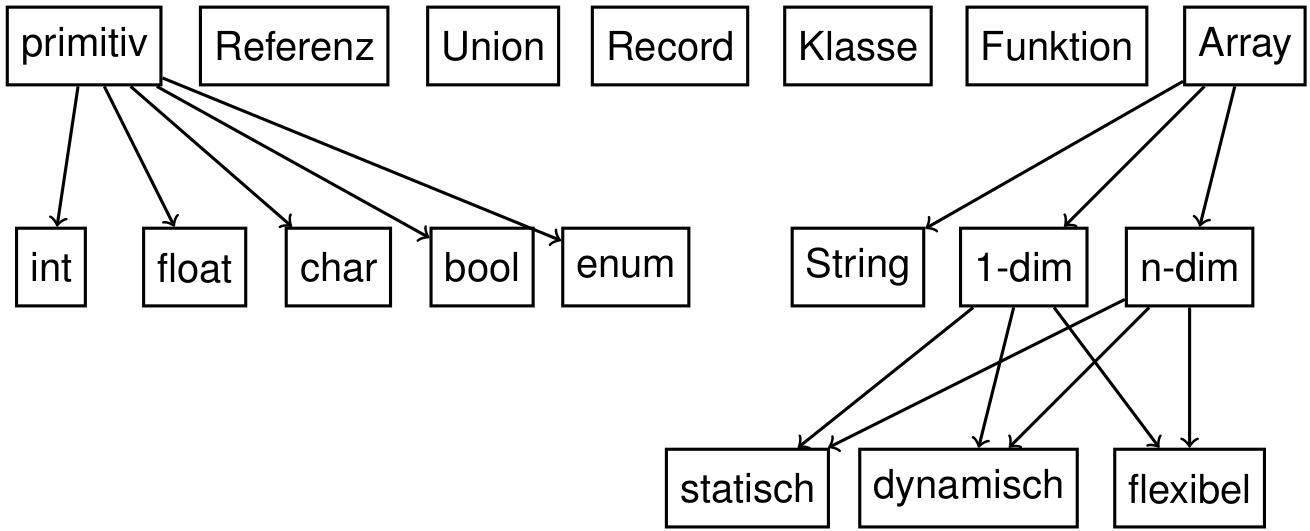 primitiv
Referenz
Union
Record
Klasse
Funktion
Array
int
float
char
bool
enum
String
1-dim
n-dim
statisch
dynamisch
flexibel